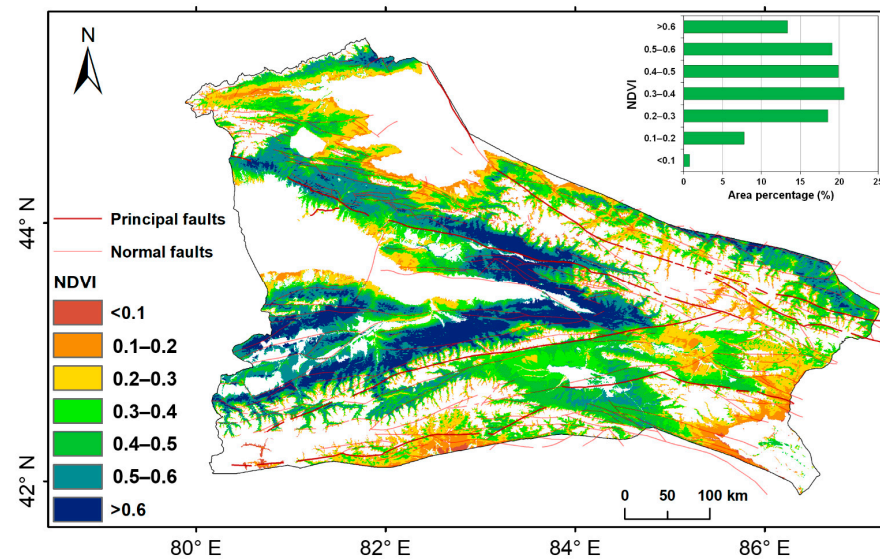 N
44° N
42° N
80° E
82° E
84° E
86° E
Principal faults
Normal faults
NDVI
<0.1
0.1–0.2
0.2–0.3
0.3–0.4
0.4–0.5
0.5–0.6
>0.6
0 50 100 km
NDVI
>0.6
0.5–0.6
0.4–0.5
0.3–0.4
0.2–0.3
0.1–0.2
<0.1
0 5 10 15 20 25
Area percentage (%)